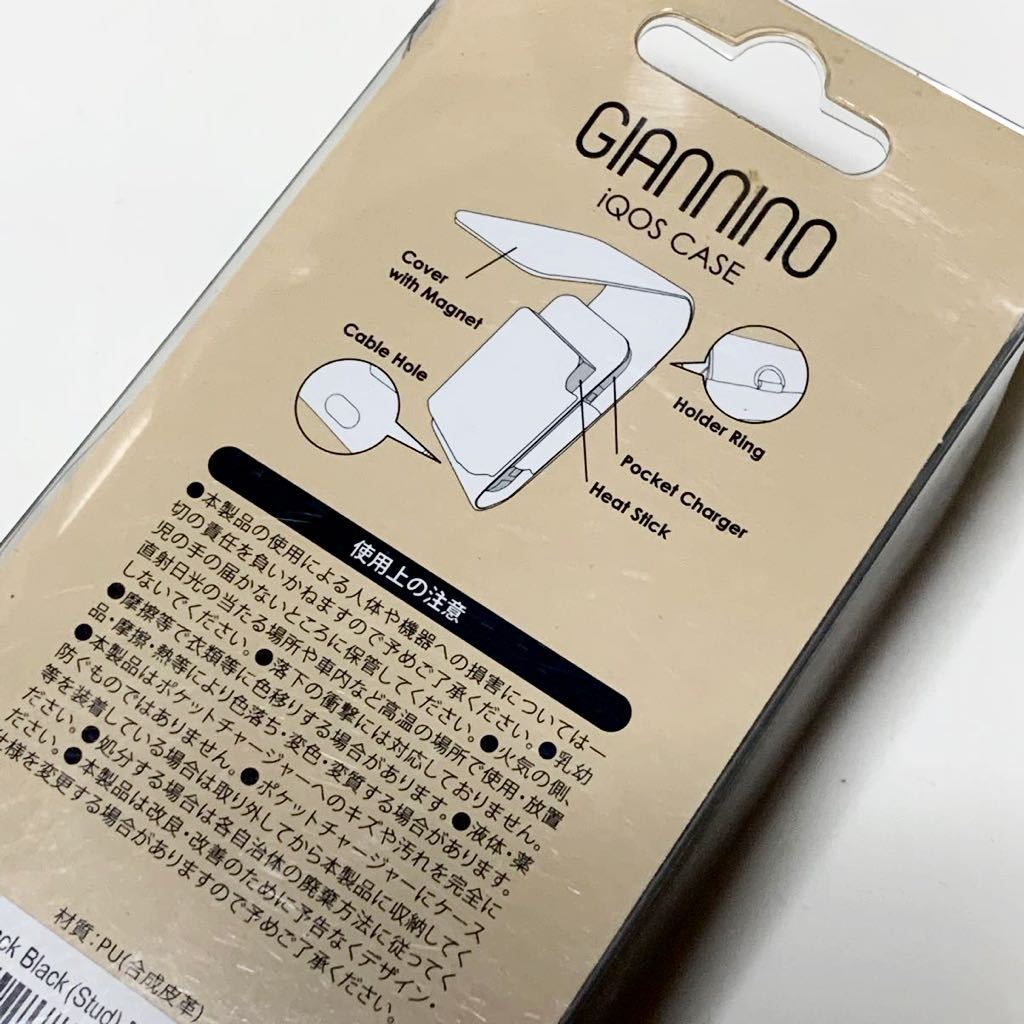 GIANNINO
iQOS CASE
Cover
with Magnet
Cable Hole
Holder Ring
Pocket Charger
Heat Stick
使用上の注意
●本製品の使用による人体や機器への損害については一
切の責任を負いかねますので予めご了承ください。●乳幼
児の手の届かないところに保管してください。●火気の側、
直射日光の当たる場所や車内など高温の場所で使用・放置
しないでください。●落下の衝撃には対応しておりません。
●摩擦等で衣類等に色移りする場合があります。●液体・薬
品・摩擦・熱等により色落ち・変色・変質する場合があります。
●本製品はポケットチャージャーへのキズや汚れを完全に
防ぐものではありません。●ポケットチャージャーにケース
等を装着している場合は取り外してから本製品に収納してく
ださい。●処分する場合は各自治体の廃棄方法に従ってく
ださい。●本製品は改良・改善のために予告なくデザイン・
仕様を変更する場合がありますので予めご了承ください。
材質：PU(合成皮革)
Black (Stud)